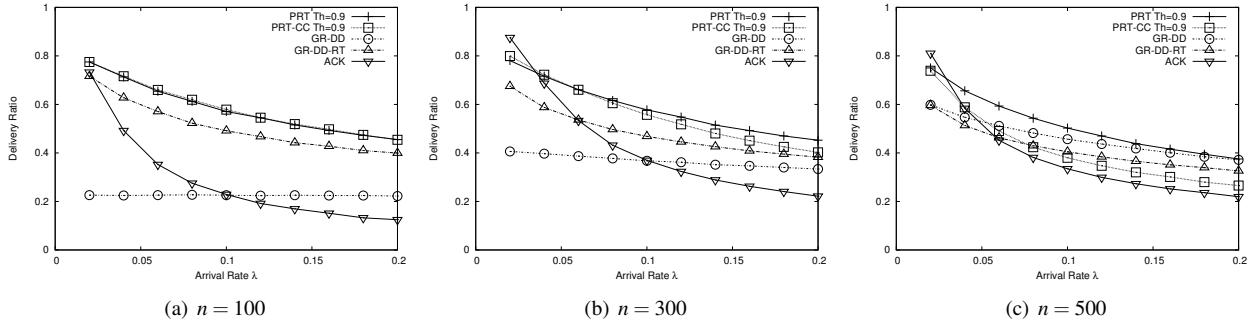 1
0.8
0.6
0.4
0.2
0
Delivery Ratio
0
0.05
0.1
0.15
0.2
Arrival Rate λ
PRT Th=0.9
PRT-CC Th=0.9
GR-DD
GR-DD-RT
ACK
(a) n = 100
1
0.8
0.6
0.4
0.2
0
Delivery Ratio
0
0.05
0.1
0.15
0.2
Arrival Rate λ
PRT Th=0.9
PRT-CC Th=0.9
GR-DD
GR-DD-RT
ACK
(b) n = 300
1
0.8
0.6
0.4
0.2
0
Delivery Ratio
0
0.05
0.1
0.15
0.2
Arrival Rate λ
PRT Th=0.9
PRT-CC Th=0.9
GR-DD
GR-DD-RT
ACK
(c) n = 500